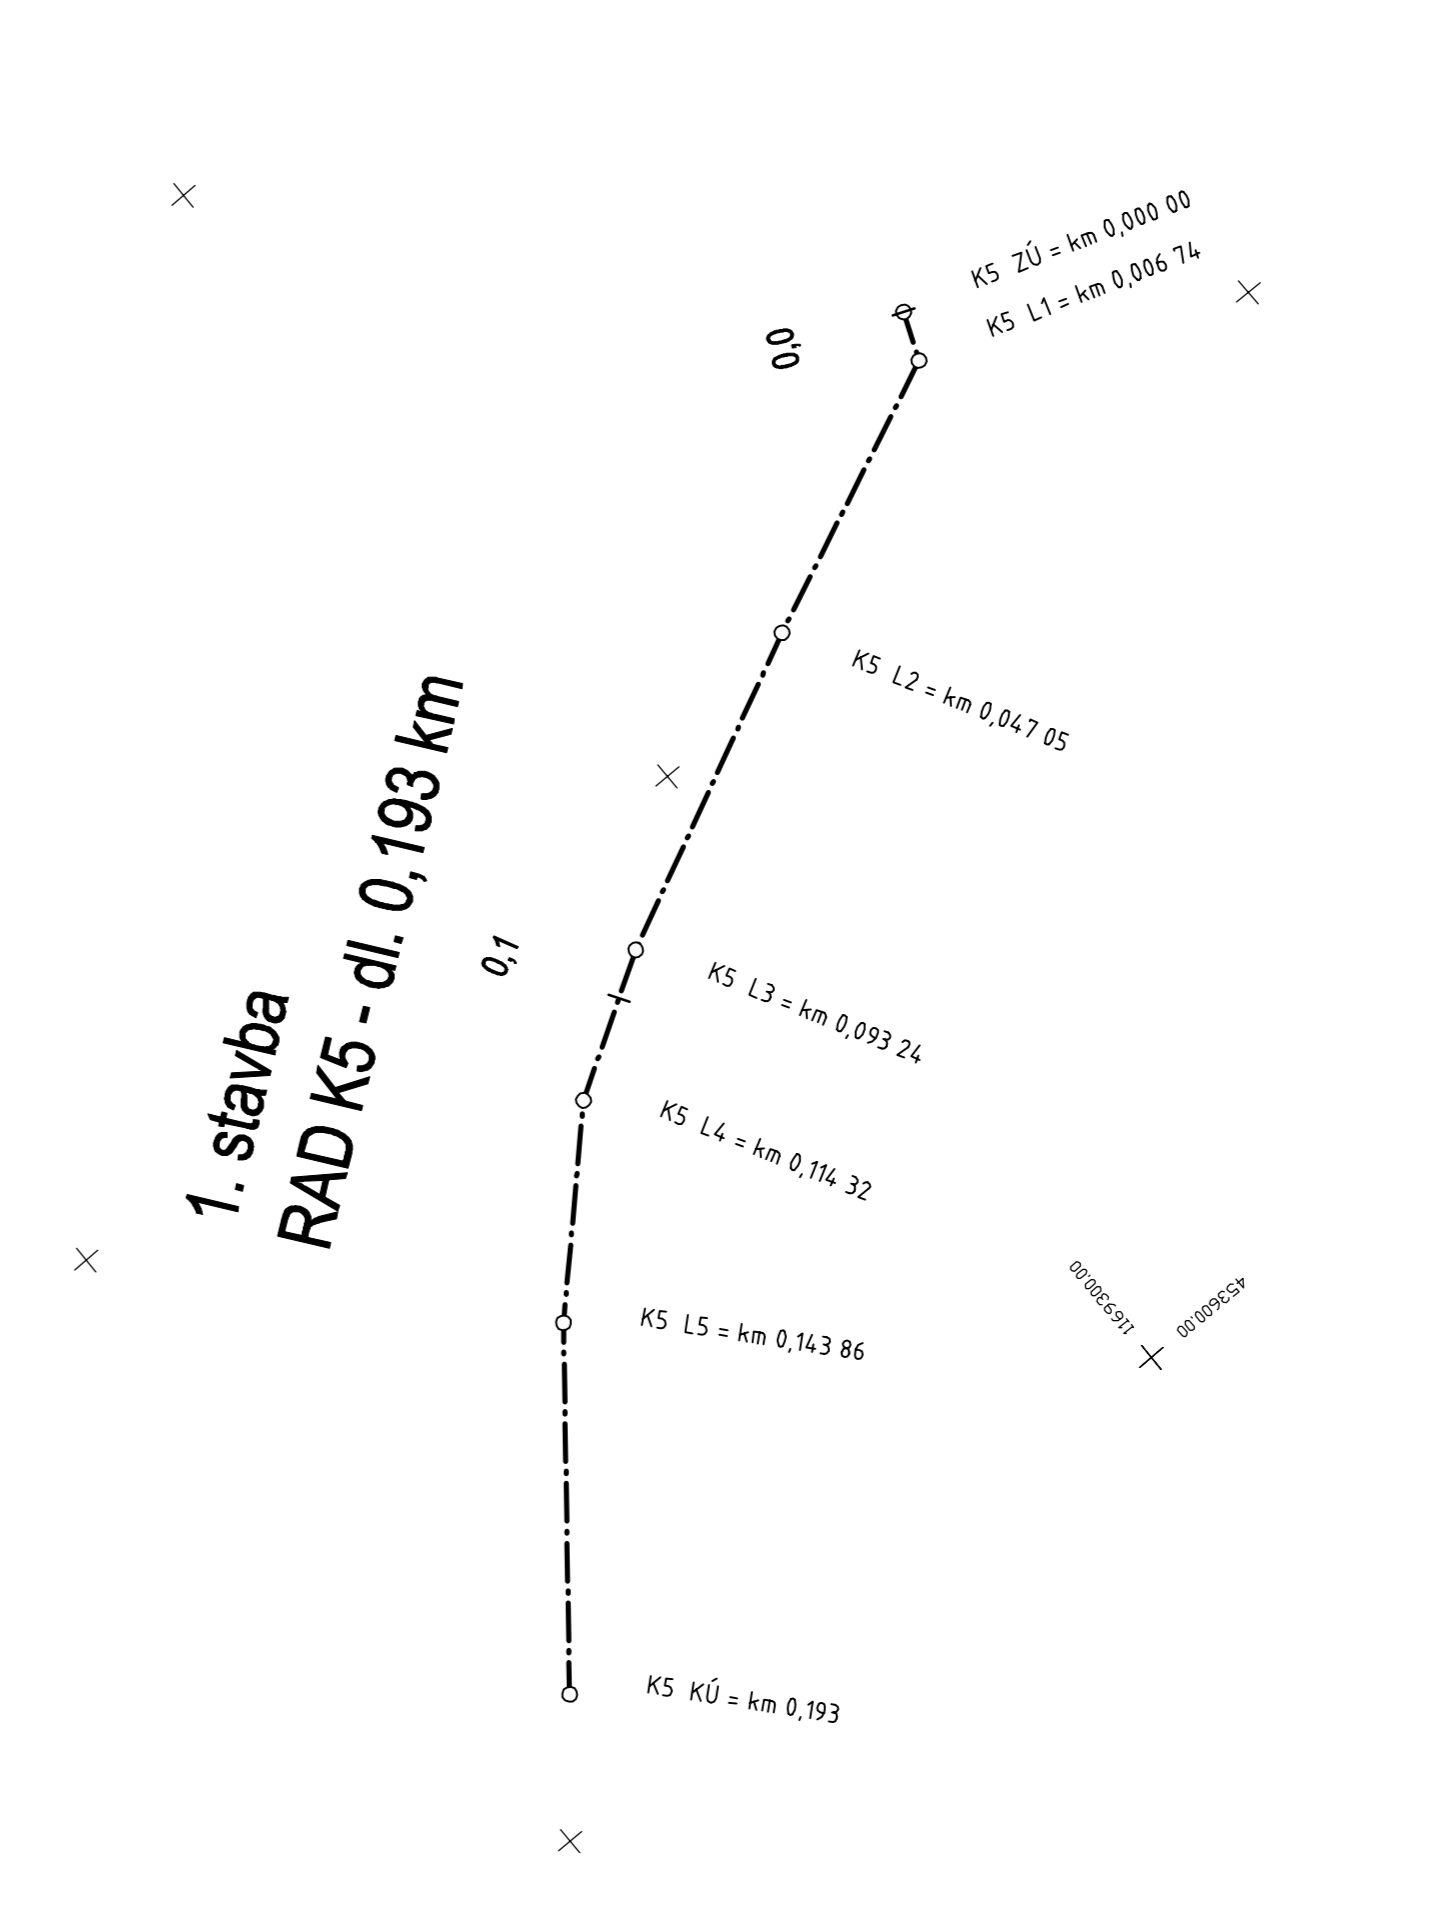 K5 ZÚ = km 0,000 00
K5 L1 = km 0,006 74
0,0
K5 L2 = km 0,047 05
1. stavba
RAD K5 - dl. 0,193 km
0,1
K5 L3 = km 0,093 24
K5 L4 = km 0,114 32
K5 L5 = km 0,143 86
1169300.00
453600.00
K5 KÚ = km 0,193